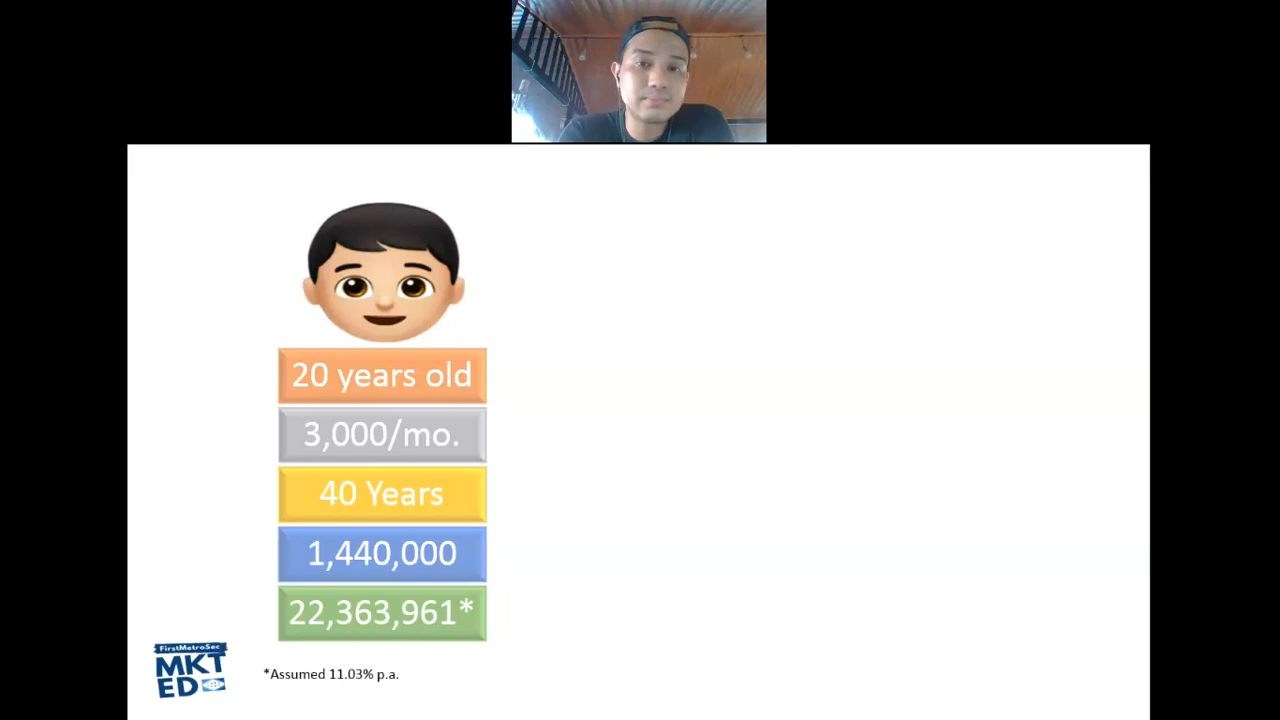 20 years old
3,000/mo.
40 Years
1,440,000
22,363,961*
FirstMetroSec
MKT
ED
*Assumed 11.03% p.a.